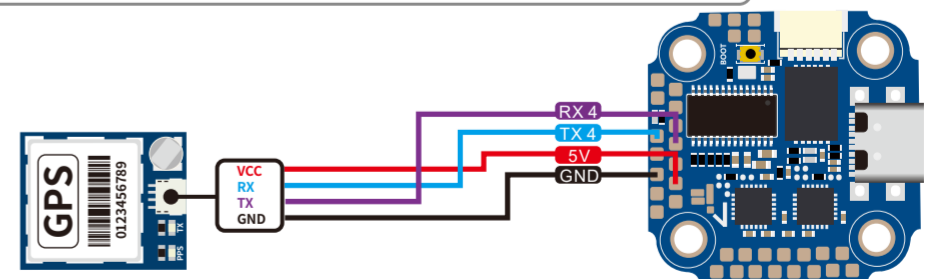 GPS
0123456789
TX
PPS
VCC
RX
TX
GND
RX 4
TX 4
5V
GND
BOOT